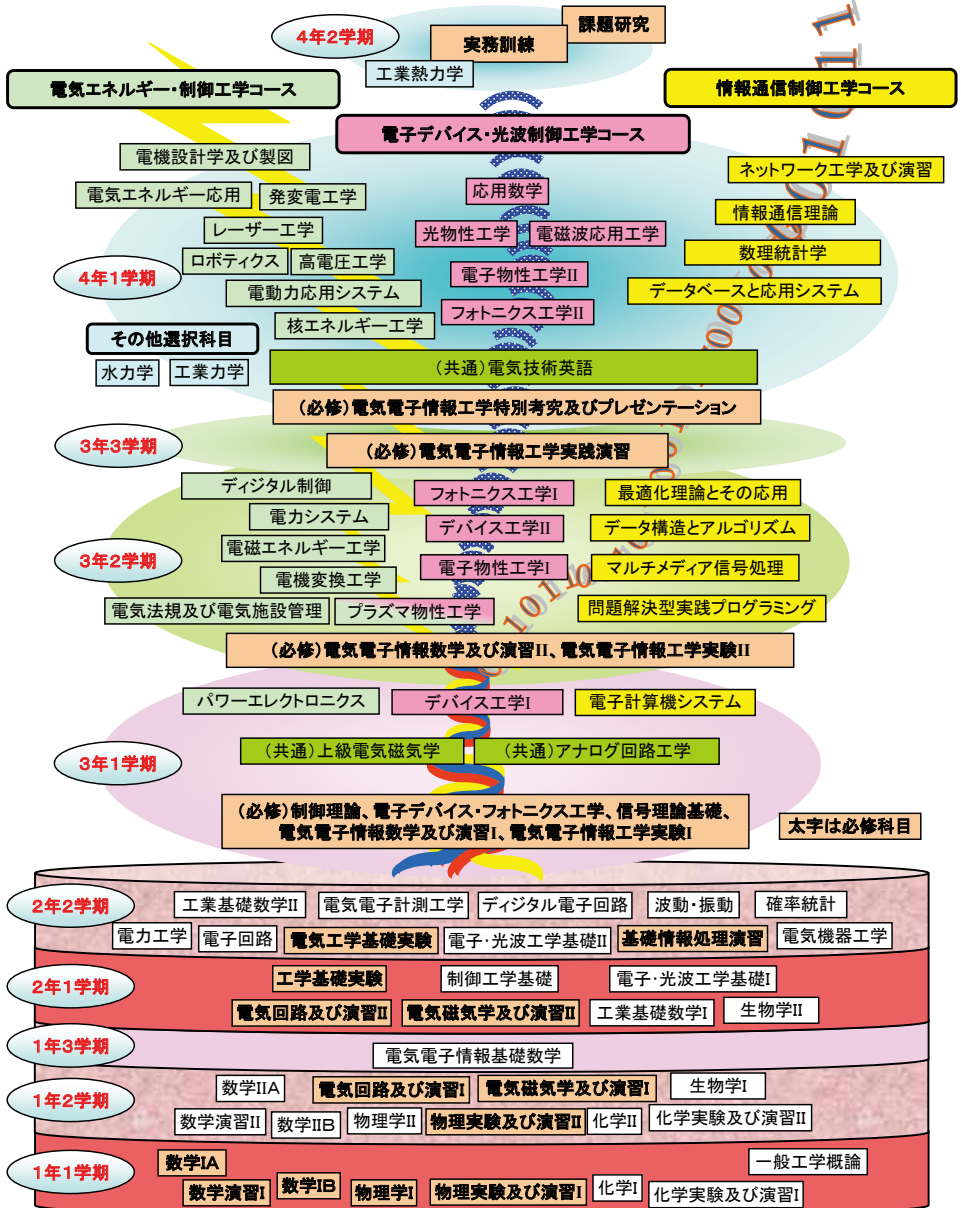 4年2学期
課題研究
実務訓練
工業熱力学
電気エネルギー・制御工学コース
情報通信制御工学コース
電子デバイス・光波制御工学コース
電機設計学及び製図
ネットワーク工学及び演習
電気エネルギー応用
発変電工学
応用数学
情報通信理論
レーザー工学
光物性工学
電磁波応用工学
数理統計学
ロボティクス
高電圧工学
4年1学期
電子物性工学II
データベースと応用システム
電動力応用システム
フォトニクス工学II
核エネルギー工学
その他選択科目
水力学
工業力学
(共通)電気技術英語
(必修)電気電子情報工学特別考究及びプレゼンテーション
3年3学期
(必修)電気電子情報工学実践演習
ディジタル制御
フォトニクス工学I
最適化理論とその応用
電力システム
デバイス工学II
データ構造とアルゴリズム
3年2学期
電磁エネルギー工学
電子物性工学I
マルチメディア信号処理
電機変換工学
電気法規及び電気施設管理
プラズマ物性工学
問題解決型実践プログラミング
(必修)電気電子情報数学及び演習II、電気電子情報工学実験II
パワーエレクトロニクス
デバイス工学I
電子計算機システム
3年1学期
(共通)上級電気磁気学
(共通)アナログ回路工学
(必修)制御理論、電子デバイス・フォトニクス工学、信号理論基礎、
電気電子情報数学及び演習I、電気電子情報工学実験I
太字は必修科目
2年2学期
工業基礎数学II
電気電子計測工学
ディジタル電子回路
波動・振動
確率統計
電力工学
電子回路
電気工学基礎実験
電子・光波工学基礎II
基礎情報処理演習
電気機器工学
2年1学期
工学基礎実験
制御工学基礎
電子・光波工学基礎I
電気回路及び演習II
電気磁気学及び演習II
工業基礎数学I
生物学II
1年3学期
電気電子情報基礎数学
1年2学期
数学IIA
電気回路及び演習I
電気磁気学及び演習I
生物学I
数学演習II
数学IIB
物理学II
物理実験及び演習II
化学II
化学実験及び演習II
1年1学期
数学IA
一般工学概論
数学演習I
数学IB
物理学I
物理実験及び演習I
化学I
化学実験及び演習I